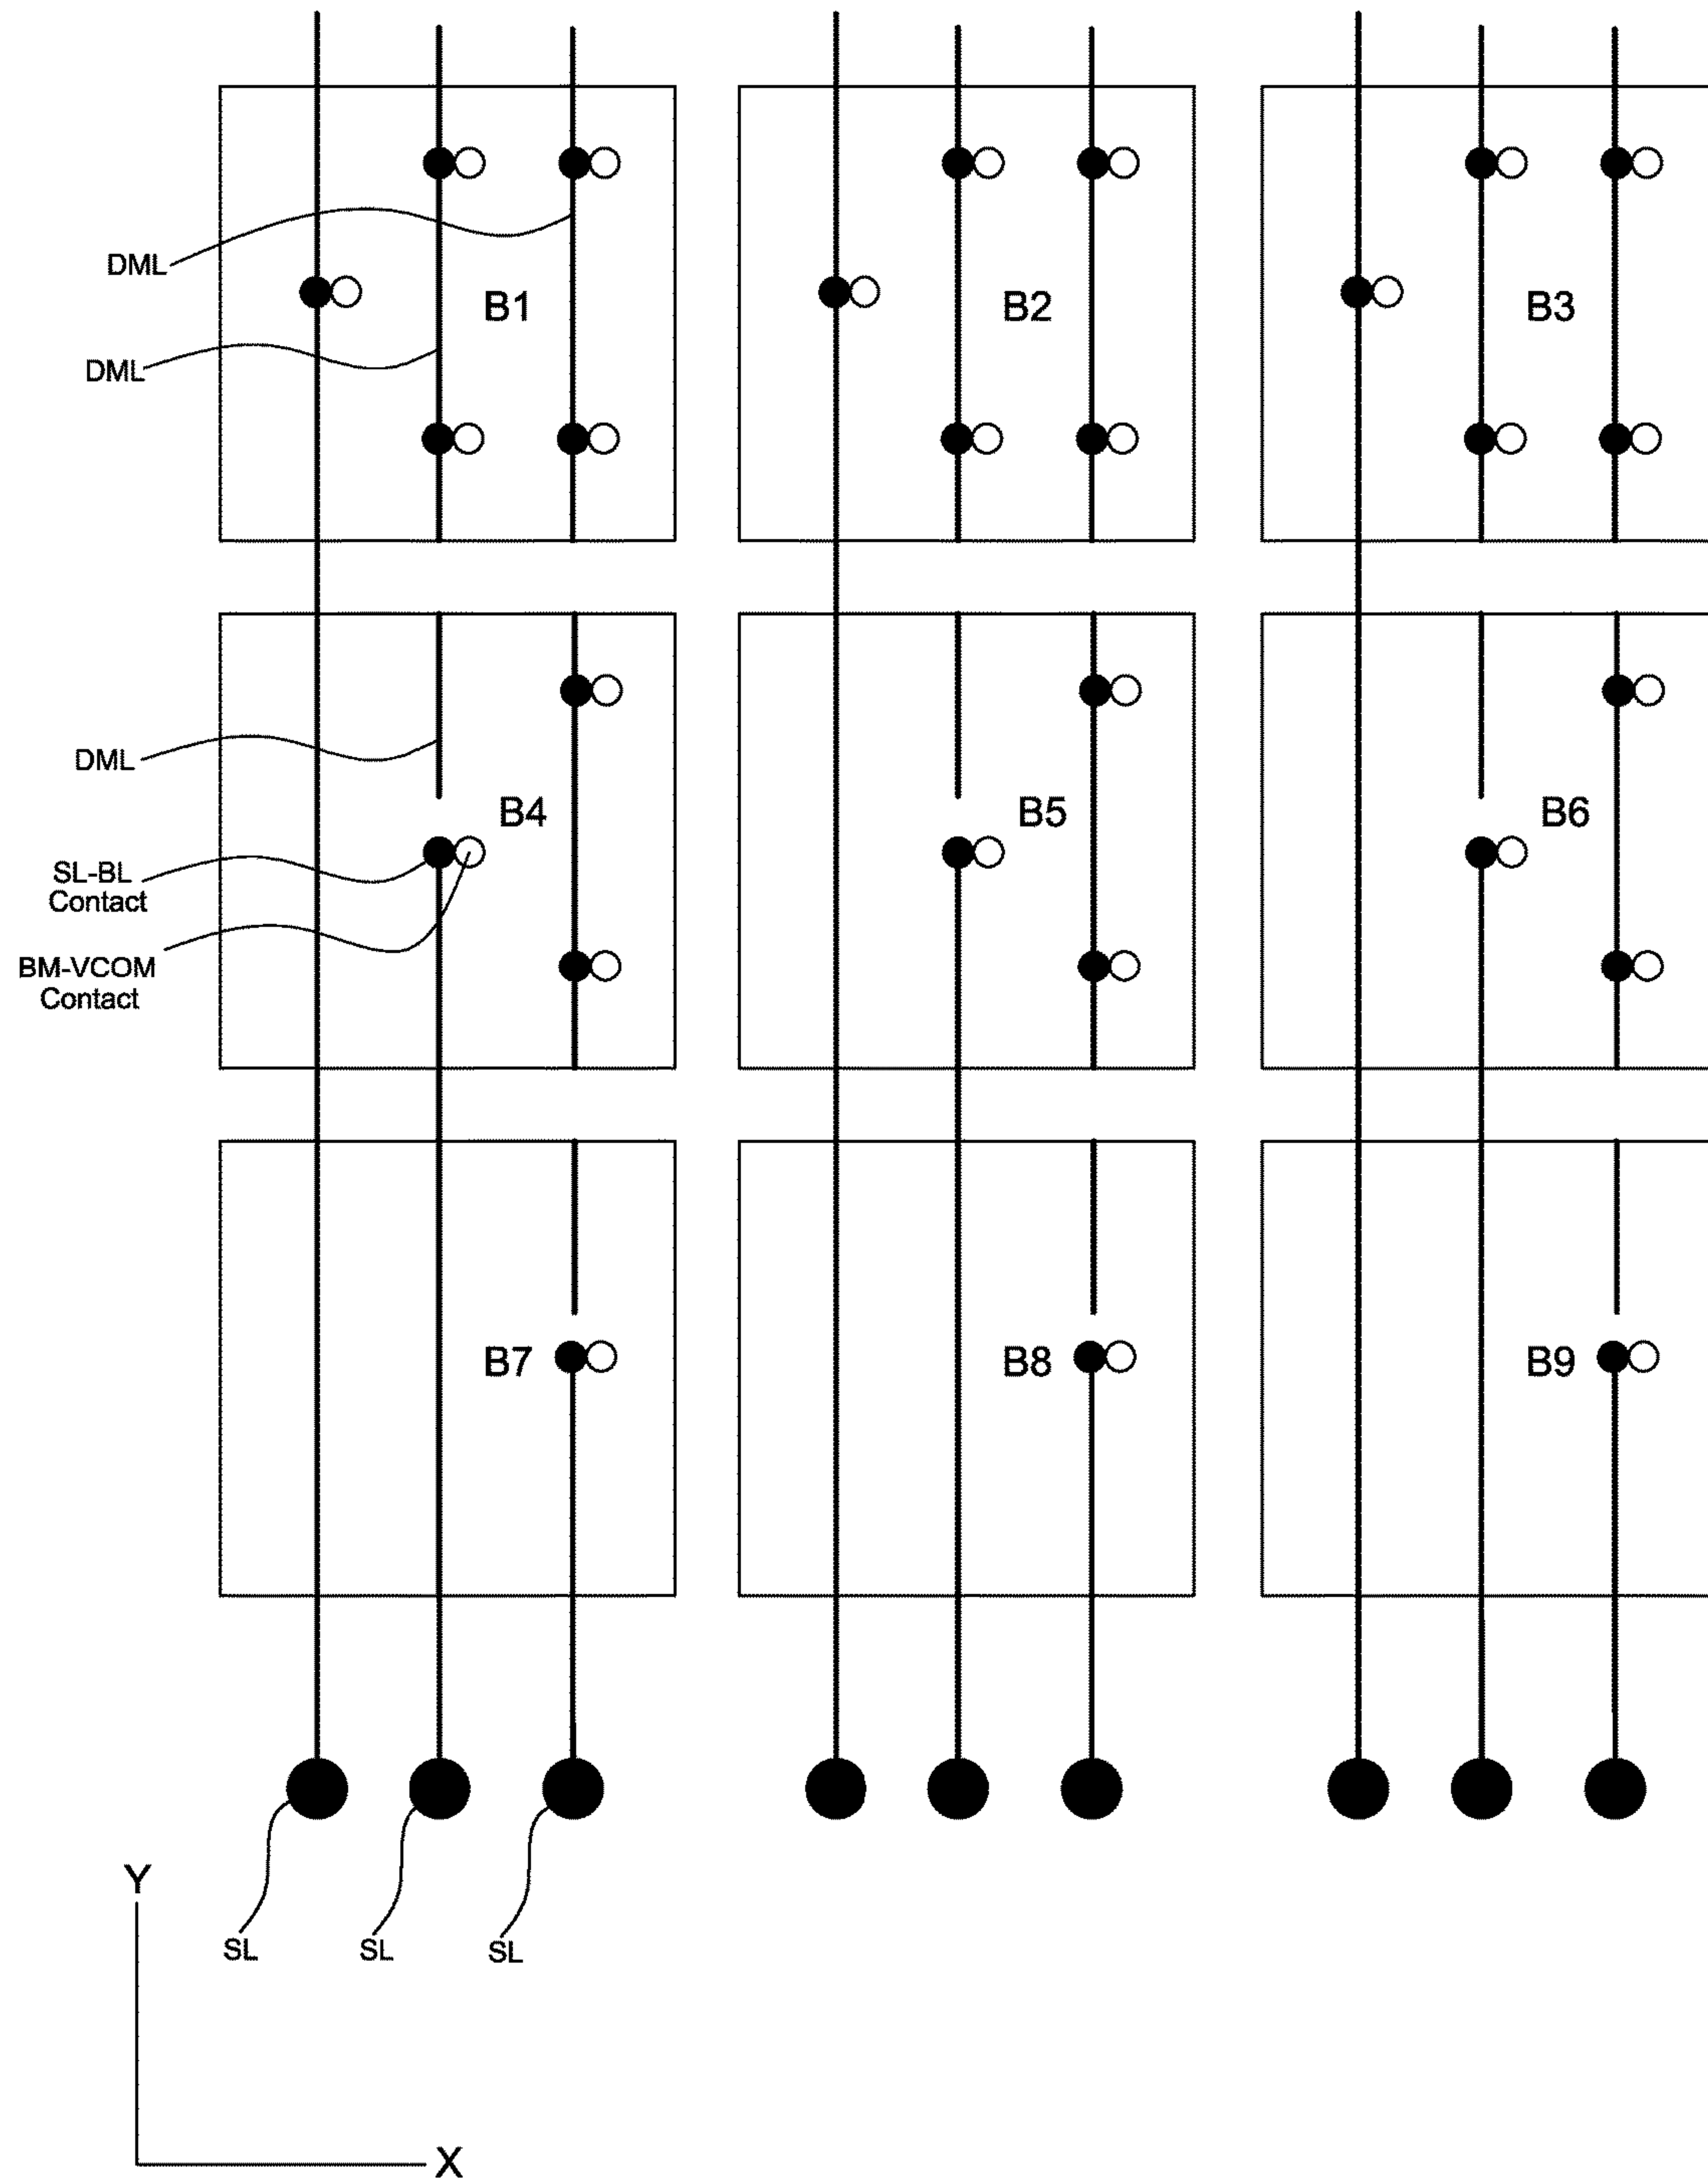 DML
B1
B2
B3
DML
DML
B4
B5
B6
SL-BL
Contact
BM-VCOM
Contact
B7
B8
B9
Y
SL
SL
SL
X